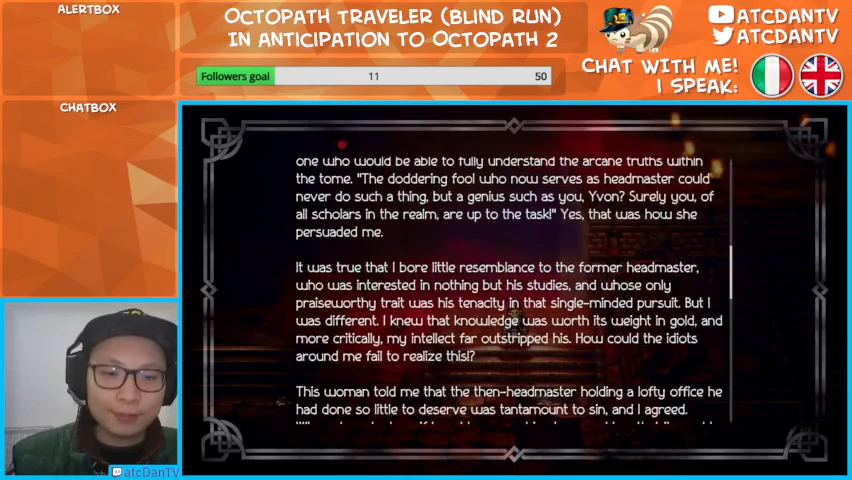 ALERTBOX
OCTOPATH TRAVELER (BLIND RUN)
IN ANTICIPATION TO OCTOPATH 2
ATCDANTV
ATCDANTV
Followers goal 11 50
CHAT WITH ME!
I SPEAK:
CHATBOX
one who would be able to fully understand the arcane truths within
the tome. "The doddering fool who now serves as headmaster could
never do such a thing, but a genius such as you, Yvon? Surely you, of
all scholars in the realm, are up to the task!" Yes, that was how she
persuaded me.
It was true that I bore little resemblance to the former headmaster,
who was interested in nothing but his studies, and whose only
praiseworthy trait was his tenacity in that single-minded pursuit. But I
was different. I knew that knowledge was worth its weight in gold, and
more critically, my intellect far outstripped his. How could the idiots
around me fail to realize this!?
This woman told me that the then-headmaster holding a lofty office he
had done so little to deserve was tantamount to sin, and I agreed.
atcDanTV